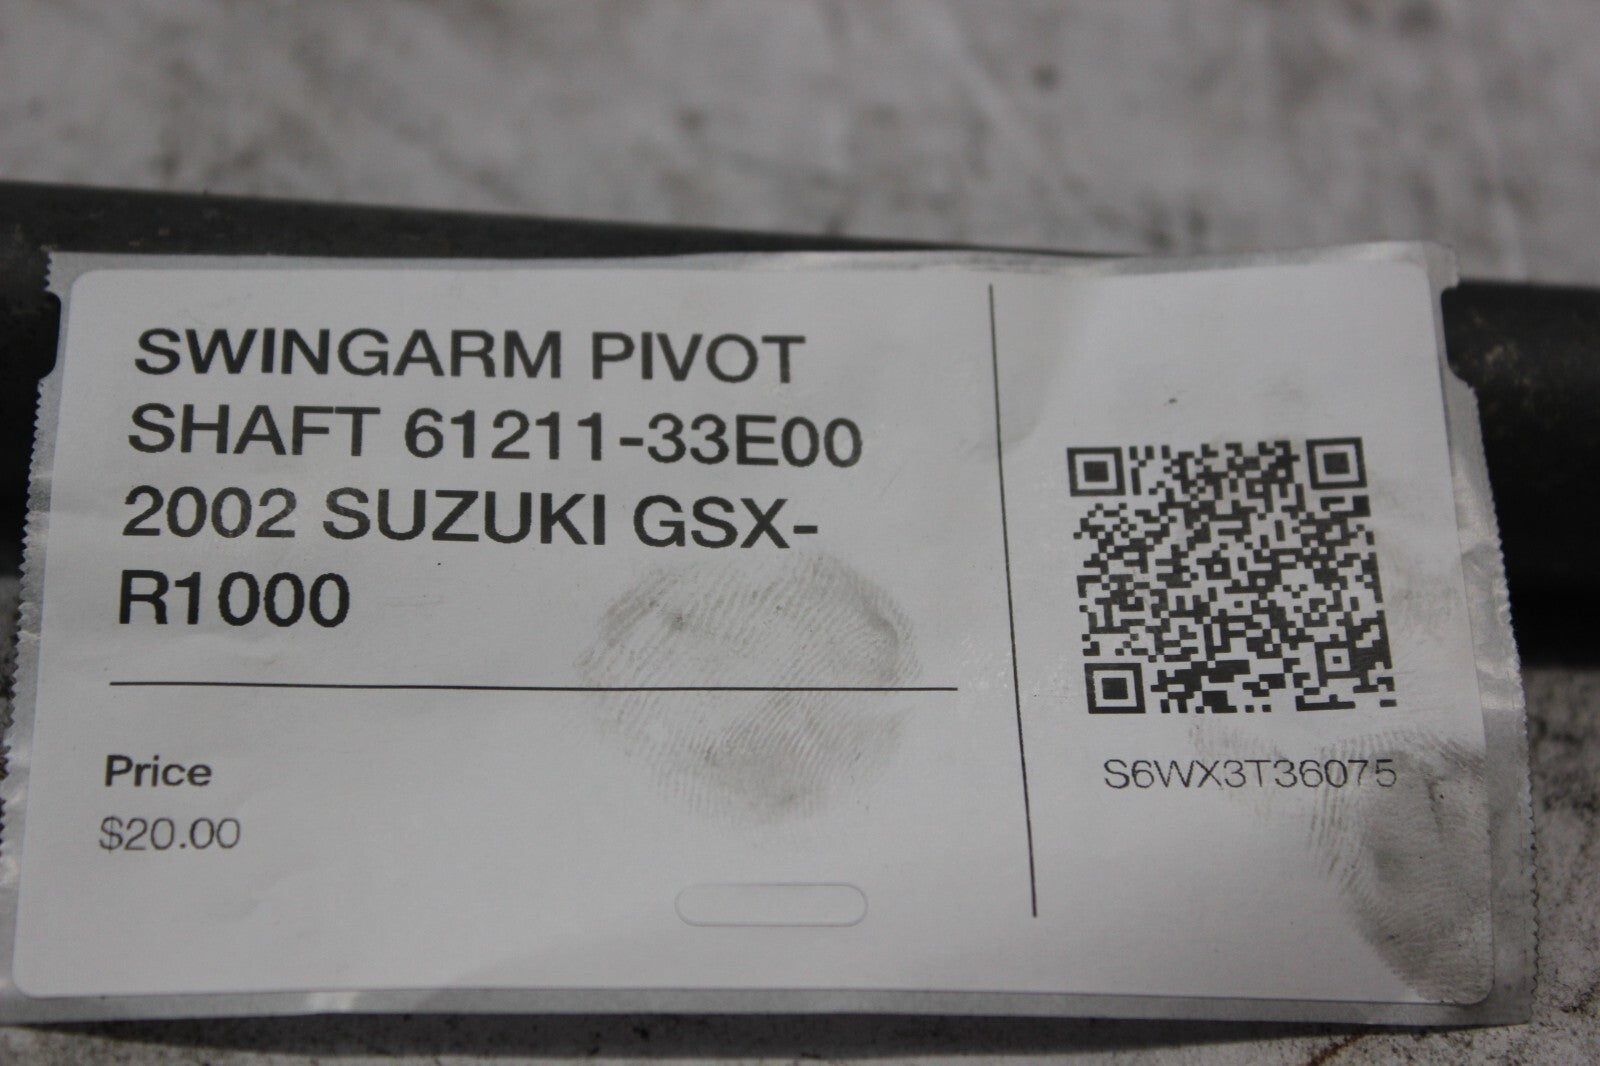 SWINGARM PIVOT
SHAFT 61211-33E00
2002 SUZUKI GSX-
R1000
Price
$20.00
S6WX3T36075